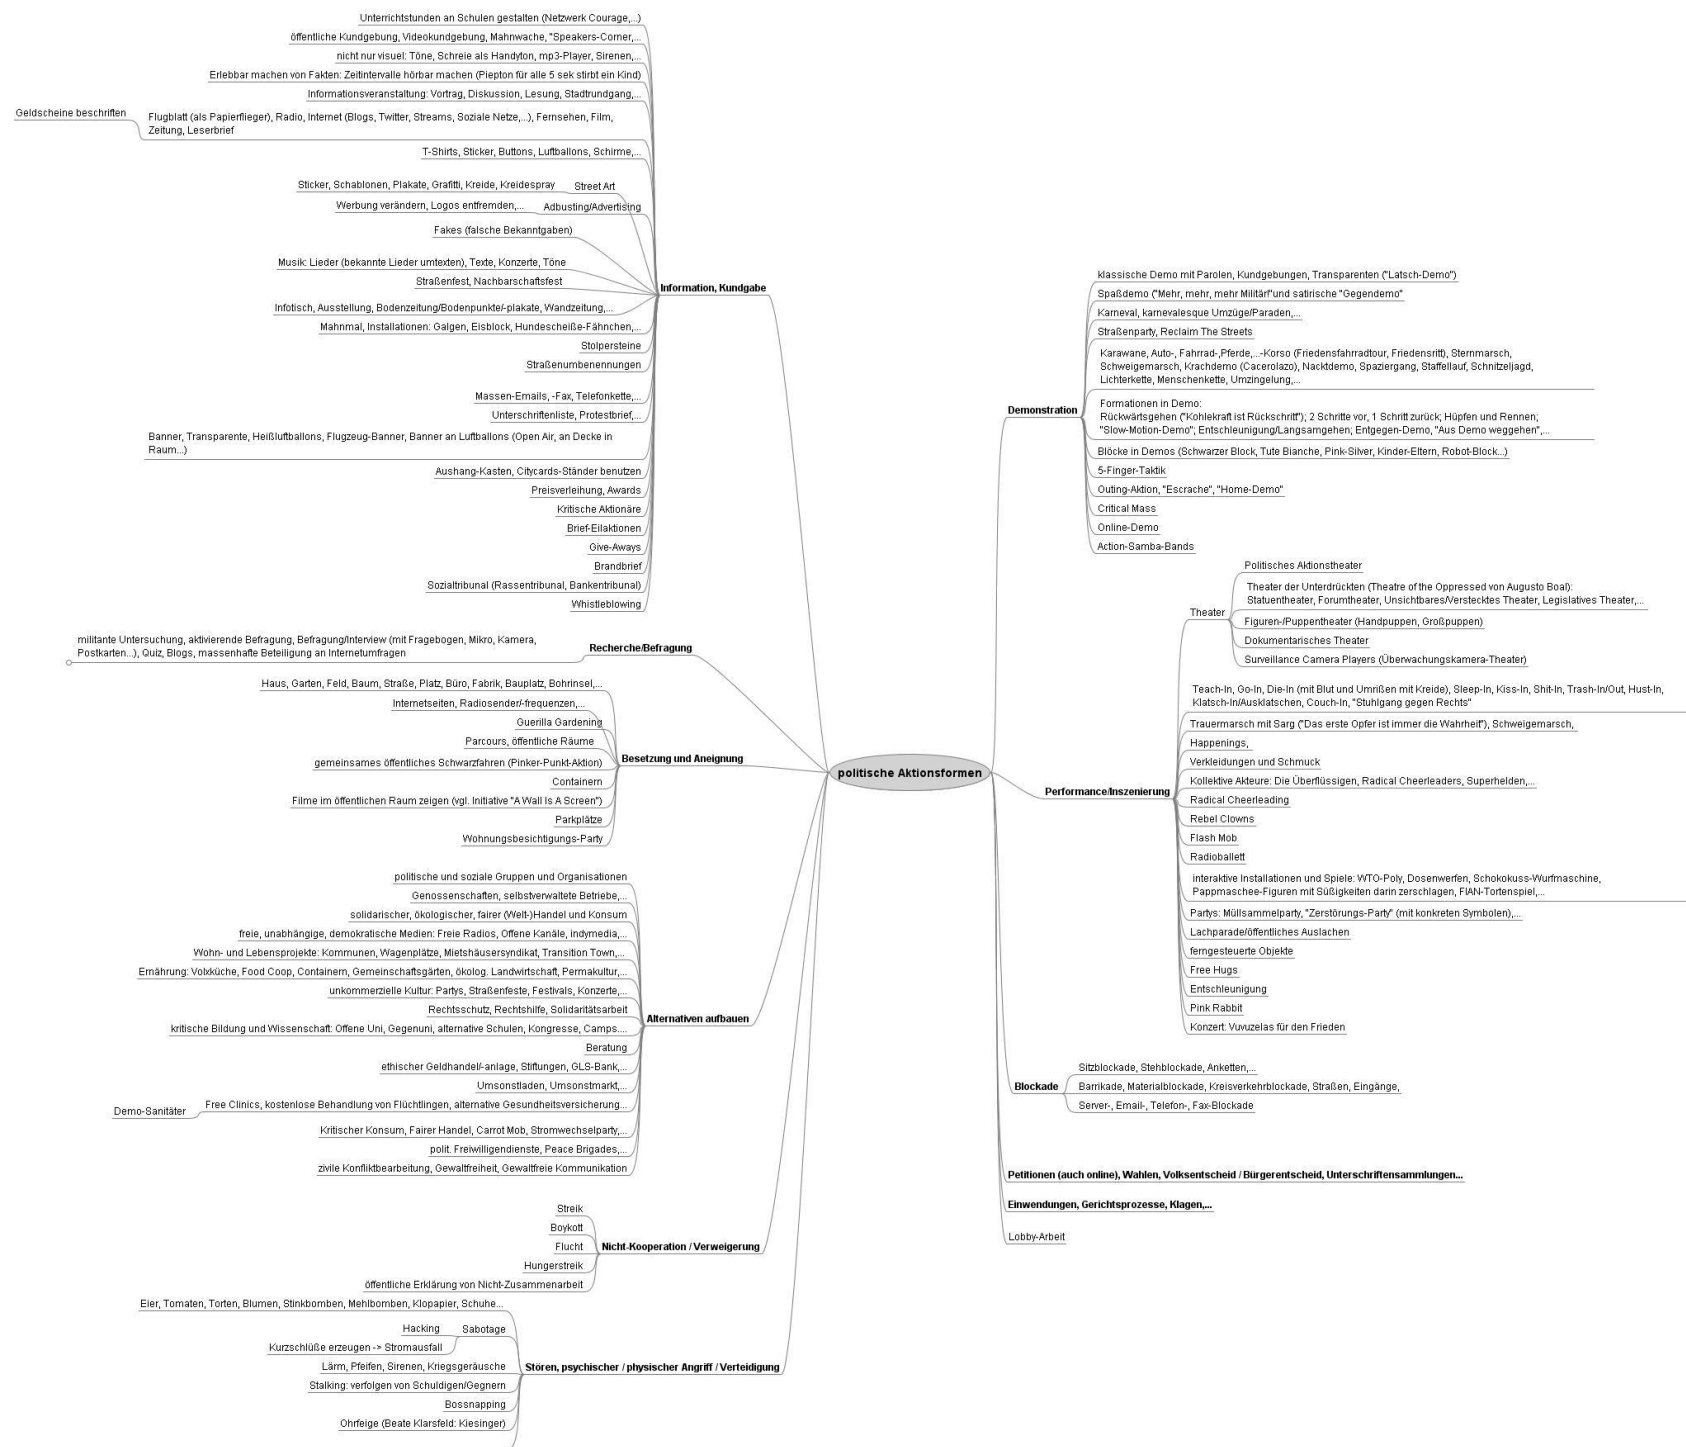 Unterrichtstunden an Schulen gestalten (Netzwerk Courage,...)
öffentliche Kundgebung, Videokundgebung, Mahnwache, "Speakers-Corner,...
nicht nur visuel: Töne, Schreie als Handyton, mp3-Player, Sirenen,...
Erlebbar machen von Fakten: Zeitintervalle hörbar machen (Piepton für alle 5 sek stirbt ein Kind)
Informationsveranstaltung: Vortrag, Diskussion, Lesung, Stadtrundgang,...
Geldscheine beschriften
Flugblatt (als Papierflieger), Radio, Internet (Blogs, Twitter, Streams, Soziale Netze,...), Fernsehen, Film,
Zeitung, Leserbrief
T-Shirts, Sticker, Buttons, Luftballons, Schirme,...
Sticker, Schablonen, Plakate, Grafitti, Kreide, Kreidespray
Street Art
Werbung verändern, Logos entfremden,...
Adbusting/Advertising
Fakes (falsche Bekanntgaben)
Musik: Lieder (bekannte Lieder umtexten), Texte, Konzerte, Töne
Straßenfest, Nachbarschaftsfest
Information, Kundgabe
Infotisch, Ausstellung, Bodenzeitung/Bodenpunkte/-plakate, Wandzeitung,...
Mahnmal, Installationen: Galgen, Eisblock, Hundescheiße-Fähnchen,...
Stolpersteine
Straßenumbenennungen
Massen-Emails, -Fax, Telefonkette,...
Unterschriftenliste, Protestbrief,...
Banner, Transparente, Heißluftballons, Flugzeug-Banner, Banner an Luftballons (Open Air, an Decke in
Raum...)
Aushang-Kasten, Citycards-Ständer benutzen
Preisverleihung, Awards
Kritische Aktionäre
Brief-Eilaktionen
Give-Aways
Brandbrief
Sozialtribunal (Rassentribunal, Bankentribunal)
Whistleblowing
militante Untersuchung, aktivierende Befragung, Befragung/Interview (mit Fragebogen, Mikro, Kamera,
Postkarten...), Quiz, Blogs, massenhafte Beteiligung an Internetumfragen
Recherche/Befragung
Haus, Garten, Feld, Baum, Straße, Platz, Büro, Fabrik, Bauplatz, Bohrinsel,...
Internetseiten, Radiosender/-frequenzen,...
Guerilla Gardening
Parcours, öffentliche Räume
Besetzung und Aneignung
gemeinsames öffentliches Schwarzfahren (Pinker-Punkt-Aktion)
Containern
Filme im öffentlichen Raum zeigen (vgl. Initiative "A Wall Is A Screen")
Parkplätze
Wohnungsbesichtigungs-Party
politische und soziale Gruppen und Organisationen
Genossenschaften, selbstverwaltete Betriebe,...
solidarischer, ökologischer, fairer (Welt-)Handel und Konsum
freie, unabhängige, demokratische Medien: Freie Radios, Offene Kanäle, indymedia,...
Wohn- und Lebensprojekte: Kommunen, Wagenplätze, Mietshäusersyndikat, Transition Town,...
Ernährung: Volxküche, Food Coop, Containern, Gemeinschaftsgärten, ökolog. Landwirtschaft, Permakultur,...
unkommerzielle Kultur: Partys, Straßenfeste, Festivals, Konzerte,...
Rechtsschutz, Rechtshilfe, Solidaritätsarbeit
Alternativen aufbauen
kritische Bildung und Wissenschaft: Offene Uni, Gegenuni, alternative Schulen, Kongresse, Camps....
Beratung
ethischer Geldhandel/-anlage, Stiftungen, GLS-Bank,...
Umsonstladen, Umsonstmarkt,...
Demo-Sanitäter
Free Clinics, kostenlose Behandlung von Flüchtlingen, alternative Gesundheitsversicherung...
Kritischer Konsum, Fairer Handel, Carrot Mob, Stromwechselparty,...
polit. Freiwilligendienste, Peace Brigades,...
zivile Konfliktbearbeitung, Gewaltfreiheit, Gewaltfreie Kommunikation
Streik
Boykott
Flucht
Nicht-Kooperation / Verweigerung
Hungerstreik
öffentliche Erklärung von Nicht-Zusammenarbeit
Eier, Tomaten, Torten, Blumen, Stinkbomben, Mehlbomben, Klopapier, Schuhe...
Hacking
Sabotage
Kurzschlüße erzeugen -> Stromausfall
Lärm, Pfeifen, Sirenen, Kriegsgeräusche
Stören, psychischer / physischer Angriff / Verteidigung
Stalking: verfolgen von Schuldigen/Gegnern
Bossnapping
Ohrfeige (Beate Klarsfeld: Kiesinger)
politische Aktionsformen
klassische Demo mit Parolen, Kundgebungen, Transparenten ("Latsch-Demo")
Spaßdemo ("Mehr, mehr, mehr Militär!"und satirische "Gegendemo"
Karneval, karnevalesque Umzüge/Paraden,...
Straßenparty, Reclaim The Streets
Karawane, Auto-, Fahrrad-,Pferde,...-Korso (Friedensfahrradtour, Friedensritt), Sternmarsch,
Schweigemarsch, Krachdemo (Cacerolazo), Nacktdemo, Spaziergang, Staffellauf, Schnitzeljagd,
Lichterkette, Menschenkette, Umzingelung,...
Demonstration
Formationen in Demo:
Rückwärtsgehen ("Kohlekraft ist Rückschritt"); 2 Schritte vor, 1 Schritt zurück; Hüpfen und Rennen;
"Slow-Motion-Demo"; Entschleunigung/Langsamgehen; Entgegen-Demo, "Aus Demo weggehen",...
Blöcke in Demos (Schwarzer Block, Tute Bianche, Pink-Silver, Kinder-Eltern, Robot-Block...)
5-Finger-Taktik
Outing-Aktion, "Escrache", "Home-Demo"
Critical Mass
Online-Demo
Action-Samba-Bands
Politisches Aktionstheater
Theater der Unterdrückten (Theatre of the Oppressed von Augusto Boal):
Statuentheater, Forumtheater, Unsichtbares/Verstecktes Theater, Legislatives Theater,...
Theater
Figuren-/Puppentheater (Handpuppen, Großpuppen)
Dokumentarisches Theater
Surveillance Camera Players (Überwachungskamera-Theater)
Teach-In, Go-In, Die-In (mit Blut und Umrißen mit Kreide), Sleep-In, Kiss-In, Shit-In, Trash-In/Out, Hust-In,
Klatsch-In/Ausklatschen, Couch-In, "Stuhlgang gegen Rechts"
Trauermarsch mit Sarg ("Das erste Opfer ist immer die Wahrheit"), Schweigemarsch,
Happenings,
Verkleidungen und Schmuck
Kollektive Akteure: Die Überflüssigen, Radical Cheerleaders, Superhelden,...
Performance/Inszenierung
Radical Cheerleading
Rebel Clowns
Flash Mob
Radioballett
interaktive Installationen und Spiele: WTO-Poly, Dosenwerfen, Schokokuss-Wurfmaschine,
Pappmaschee-Figuren mit Süßigkeiten darin zerschlagen, FIAN-Tortenspiel,...
Partys: Müllsammelparty, "Zerstörungs-Party" (mit konkreten Symbolen),...
Lachparade/öffentliches Auslachen
ferngesteuerte Objekte
Free Hugs
Entschleunigung
Pink Rabbit
Konzert: Vuvuzelas für den Frieden
Sitzblockade, Stehblockade, Anketten,...
Blockade
Barrikade, Materialblockade, Kreisverkehrblockade, Straßen, Eingänge,
Server-, Email-, Telefon-, Fax-Blockade
Petitionen (auch online), Wahlen, Volksentscheid / Bürgerentscheid, Unterschriftensammlungen...
Einwendungen, Gerichtsprozesse, Klagen,...
Lobby-Arbeit